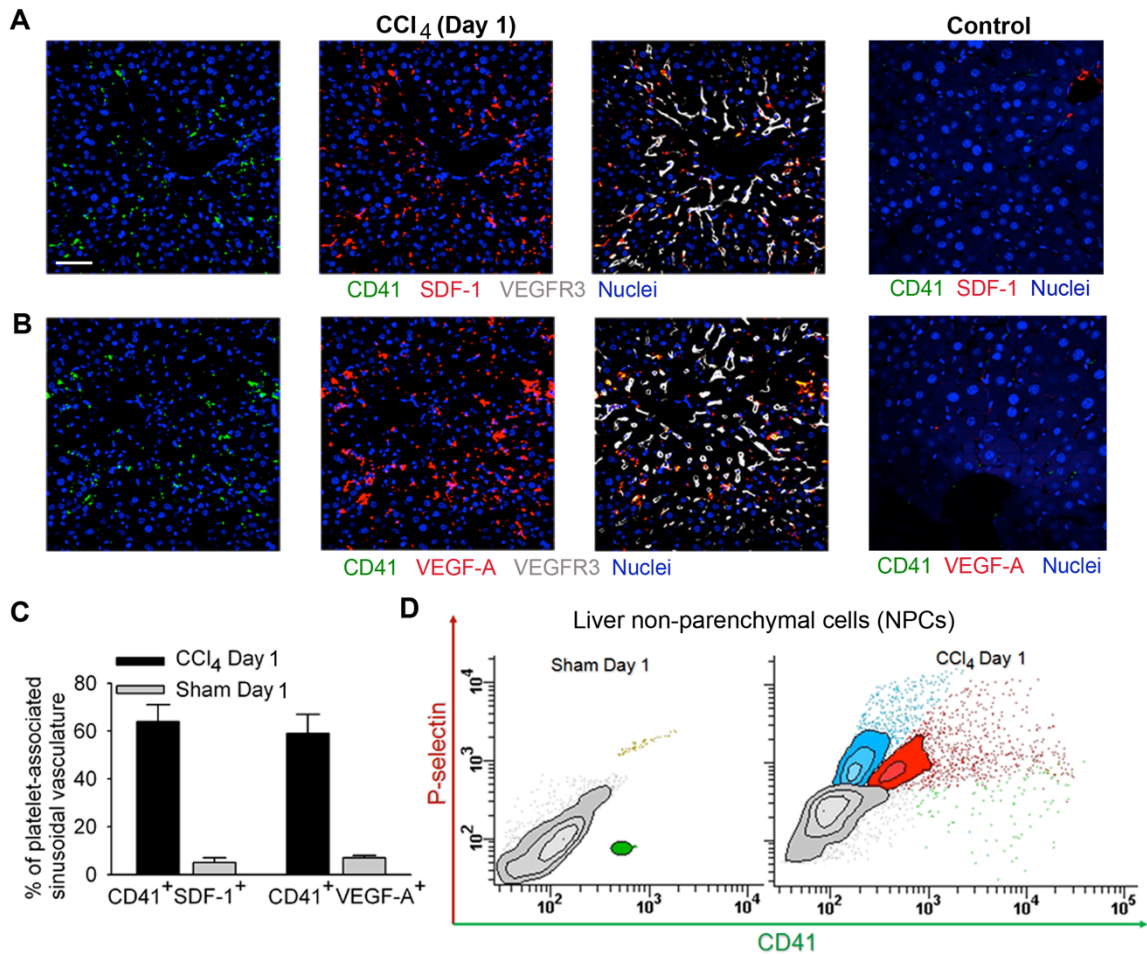 A
CCl4 (Day 1)
Control
CD41 SDF-1 VEGFR3 Nuclei
CD41 SDF-1 Nuclei
B
CD41 VEGF-A VEGFR3 Nuclei
CD41 VEGF-A Nuclei
C
CCl4 Day 1
Sham Day 1
% of platelet-associated
sinusoidal vasculature
80
60
40
20
0
CD41+SDF-1+
CD41+VEGF-A+
D
Liver non-parenchymal cells (NPCs)
Sham Day 1
CCl4 Day 1
P-selectin
10^4
10^3
10^2
10^2 10^3 10^4
10^2 10^3 10^4 10^5
CD41